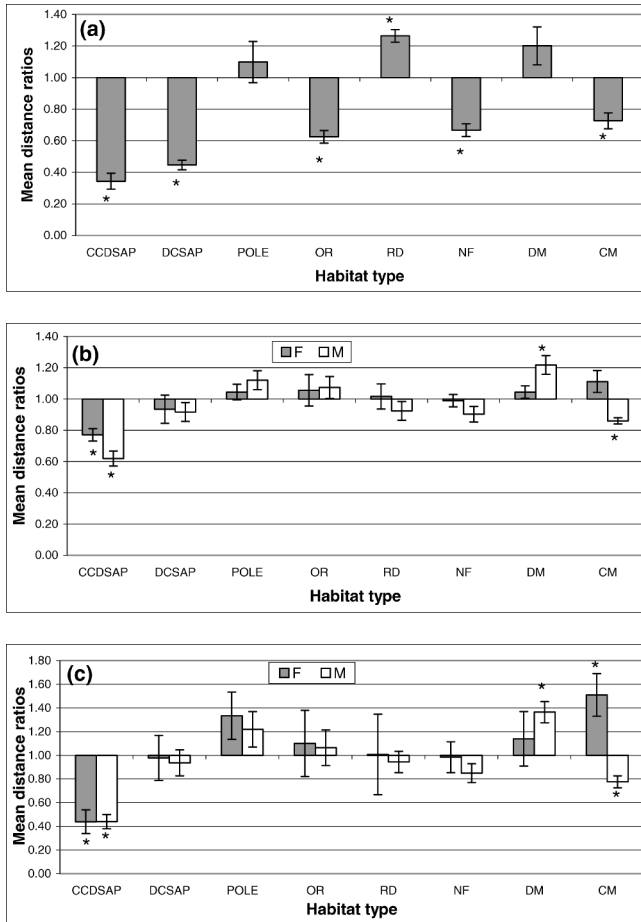 (a)
Mean distance ratios
1.20
1.00
0.80
0.60
0.40
0.20
0.00
*
*
*
*
*
*
CCDSAP DCSAP POLE OR RD NF DM CM
Habitat type
(b)
F M
Mean distance ratios
1.40
1.20
1.00
0.80
0.60
0.40
0.20
0.00
*
*
*
*
CCDSAP DCSAP POLE OR RD NF DM CM
Habitat type
(c)
F M
Mean distance ratios
1.80
1.60
1.40
1.20
1.00
0.80
0.60
0.40
0.20
0.00
*
*
*
*
*
CCDSAP DCSAP POLE OR RD NF DM CM
Habitat type